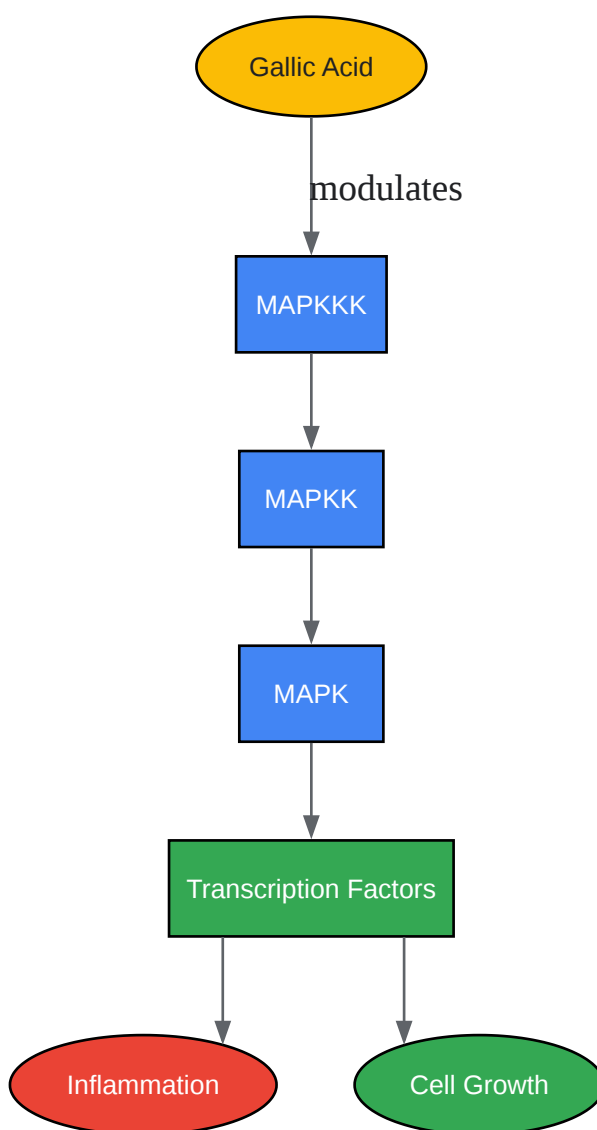 Gallic Acid
modulates
MAPKKK
MAPKK
MAPK
Transcription Factors
Inflammation
Cell Growth